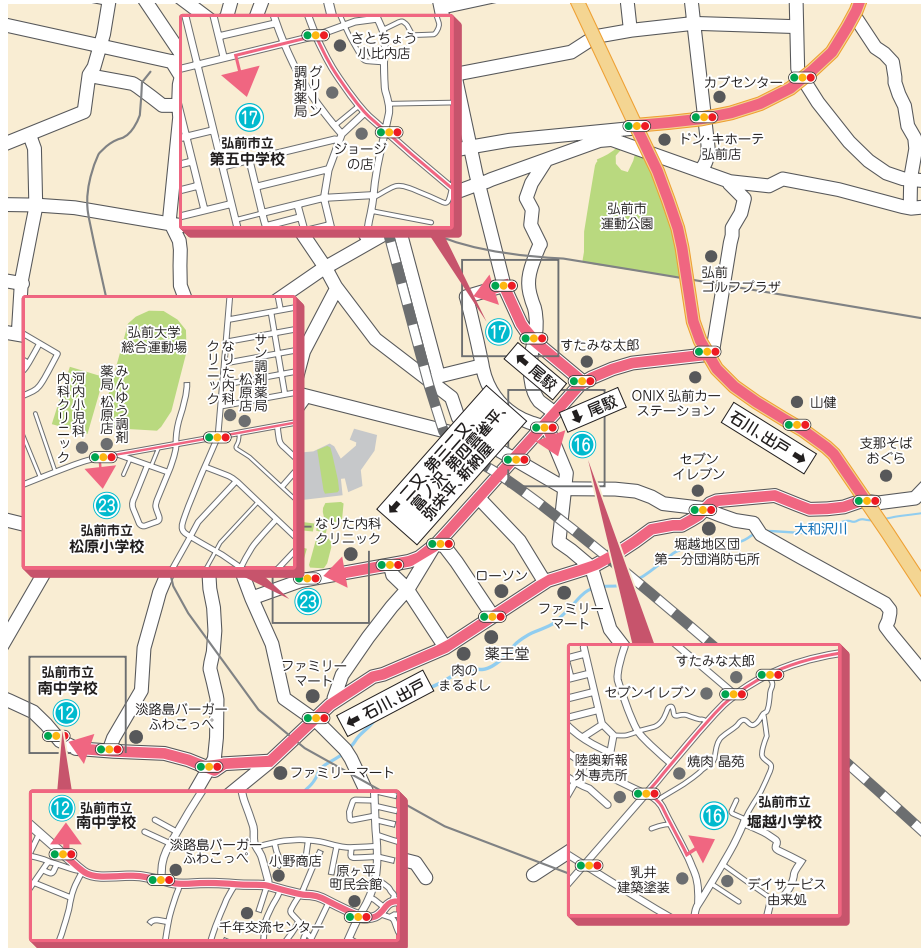 さとちょう
小比内店
グリーン
調剤薬局
ジョージ
の店
17
弘前市立
第五中学校
カブセンター
ドン・キホーテ
弘前店
弘前市
運動公園
弘前
ゴルフプラザ
17
すたみな太郎
← 尾駮
↓ 尾駮
16
ONIX 弘前カー
ステーション
山健
石川、出戸 →
支那そば
おぐら
セブン
イレブン
大和沢川
堀越地区団
第一分団消防屯所
← 一又、第三二又、
富ノ沢、第四雲雀平、
弥栄平、新納屋
弘前大学
総合運動場
サン調剤薬局
松原店
なりた内科
クリニック
みんゆう調剤
薬局 松原店
河内小児科
内科クリニック
23
弘前市立
松原小学校
なりた内科
クリニック
23
ローソン
ファミリー
マート
薬王堂
肉の
まるよし
ファミリー
マート
← 石川、出戸
弘前市立
南中学校
12
淡路島バーガー
ふわこっぺ
ファミリーマート
12
弘前市立
南中学校
淡路島バーガー
ふわこっぺ
小野商店
原ヶ平
町民会館
千年交流センター
すたみな太郎
セブンイレブン
陸奥新報
外専売所
焼肉 晶苑
16
弘前市立
堀越小学校
乳井
建築塗装
デイサービス
由来処